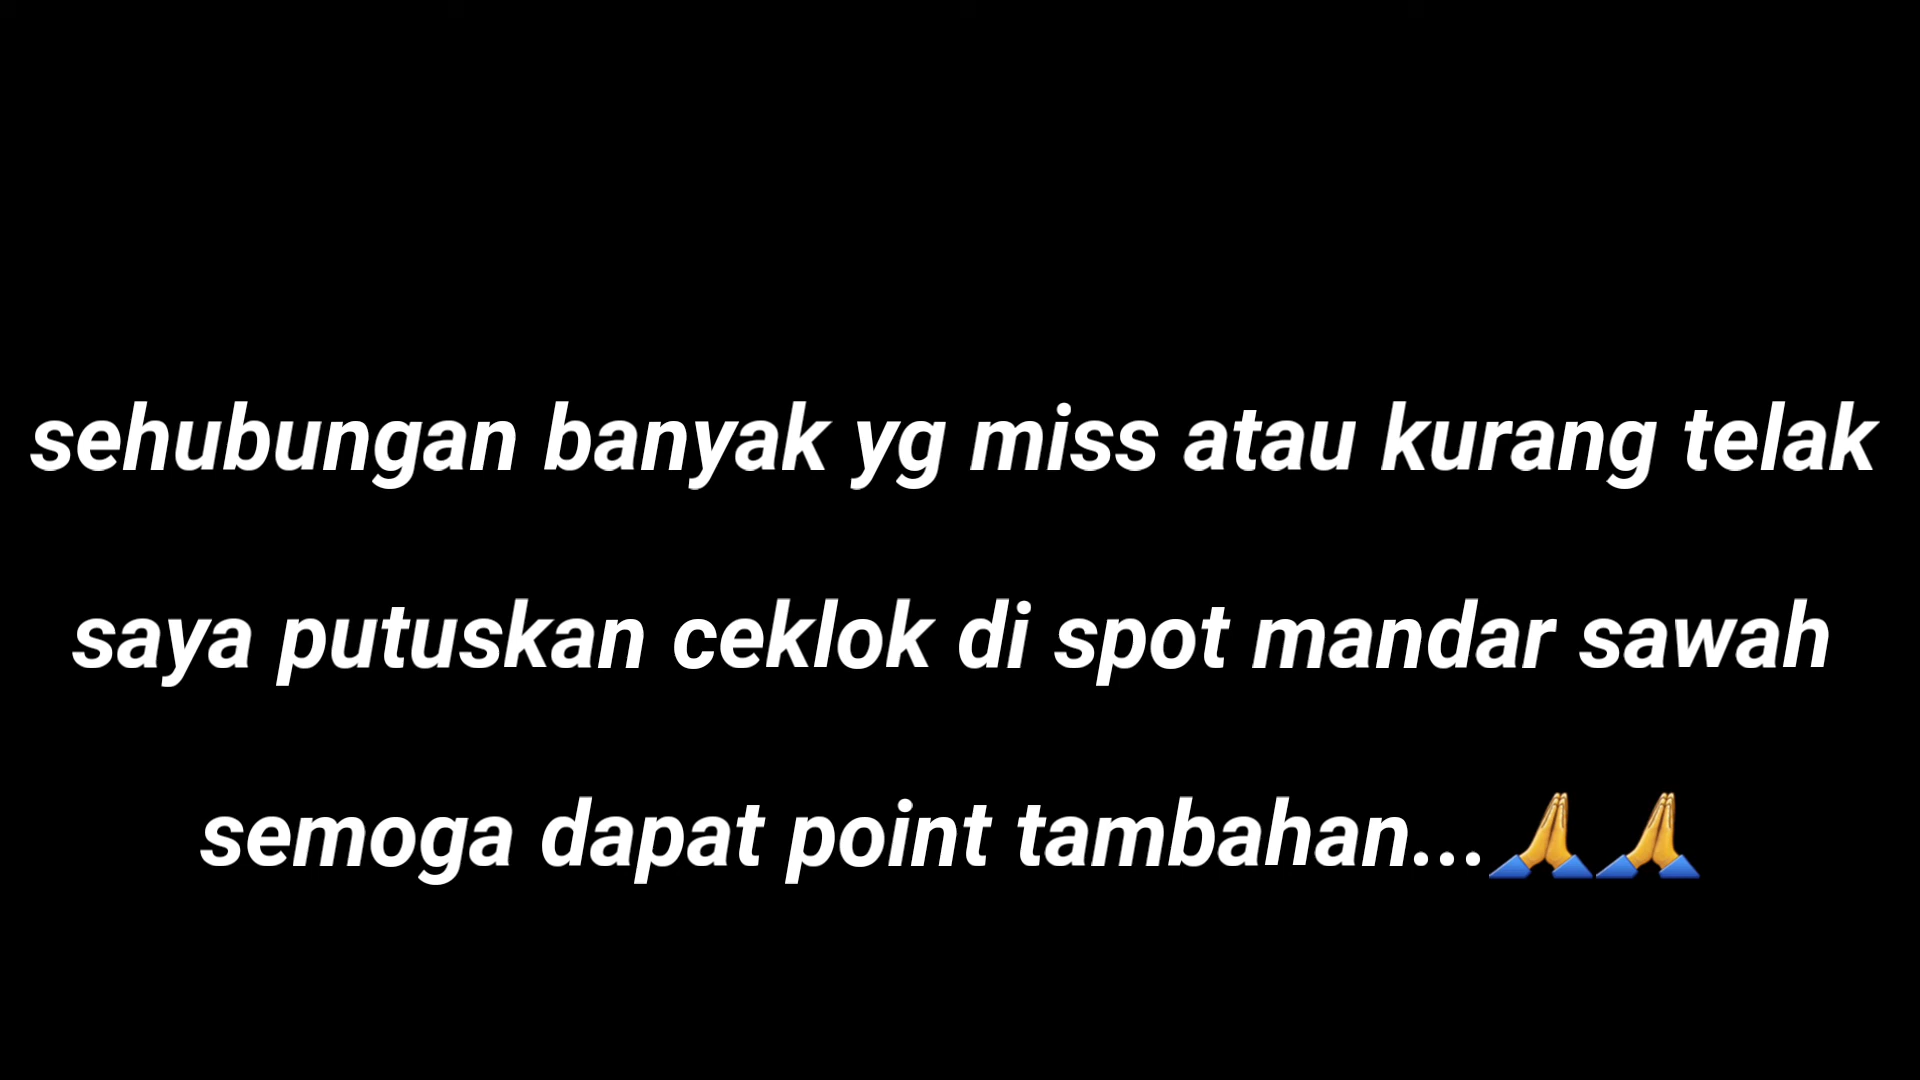 sehubungan banyak yg miss atau kurang telak
saya putuskan ceklok di spot mandar sawah
semoga dapat point tambahan...🙏🙏